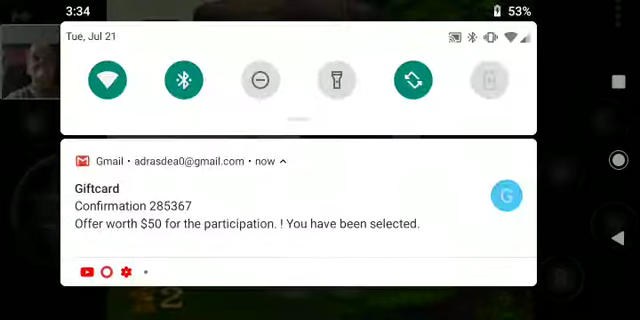 3:34
53%
Tue, Jul 21
Gmail • adrasdea0@gmail.com • now
Giftcard
Confirmation 285367
Offer worth $50 for the participation. ! You have been selected.
G
2